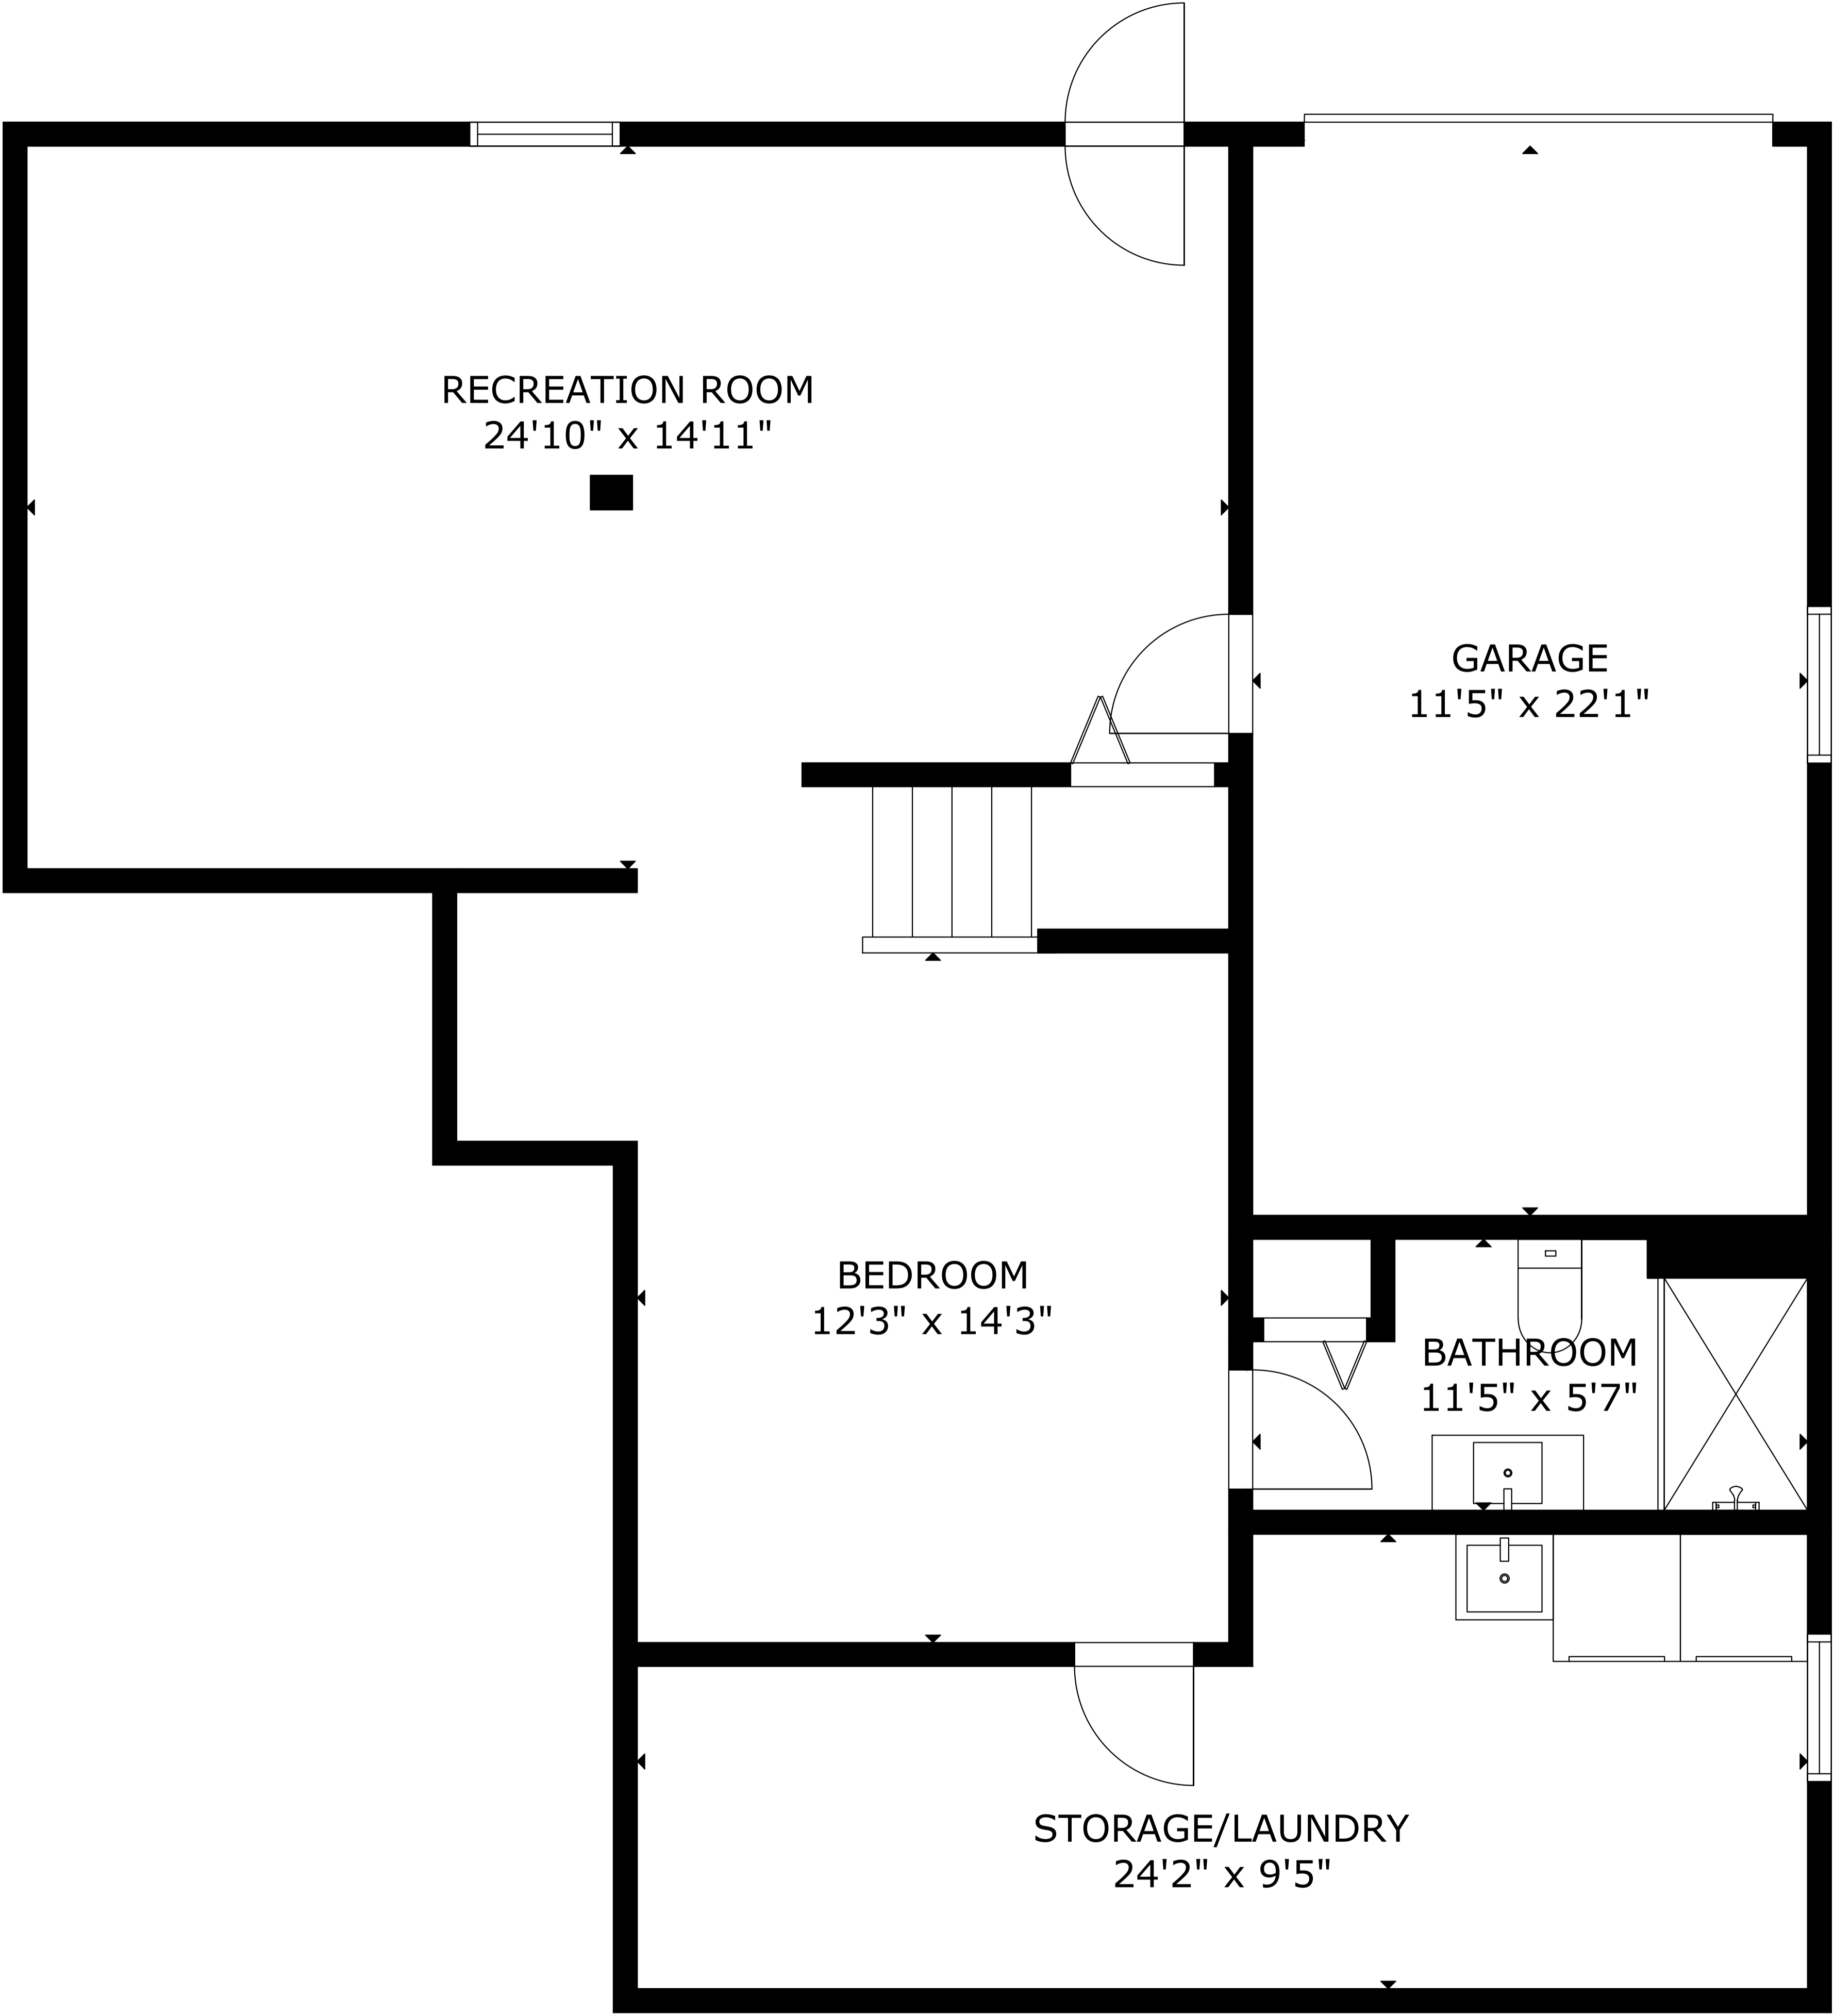 RECREATION ROOM
24'10" x 14'11"
GARAGE
11'5" x 22'1"
BEDROOM
12'3" x 14'3"
BATHROOM
11'5" x 5'7"
STORAGE/LAUNDRY
24'2" x 9'5"